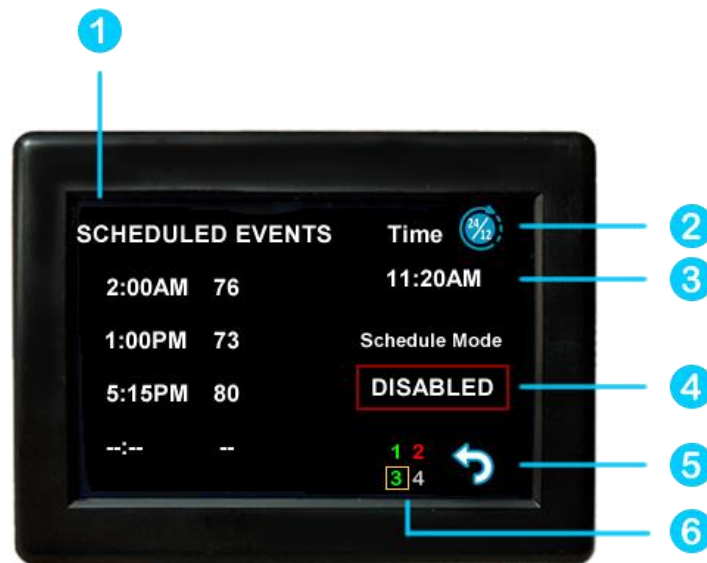 1
SCHEDULED EVENTS
Time
24/12
2
11:20AM
3
2:00AM 76
1:00PM 73
Schedule Mode
5:15PM 80
DISABLED
4
--:-- --
1 2
3 4
5
6